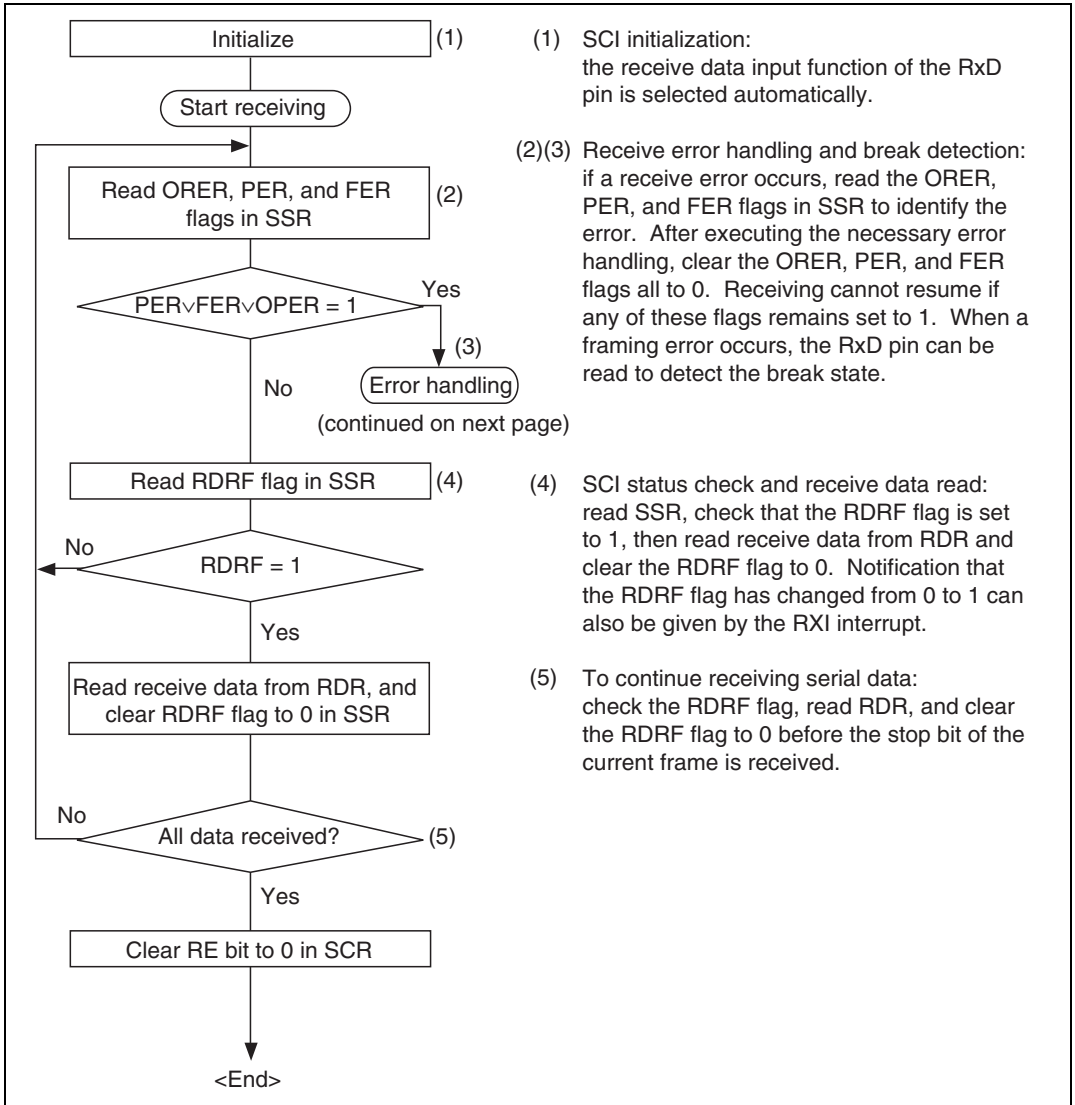 Initialize
(1)
Start receiving
Read ORER, PER, and FER
flags in SSR
(2)
PER∨FER∨OPER = 1
Yes
(3)
Error handling
(continued on next page)
No
Read RDRF flag in SSR
(4)
No
RDRF = 1
Yes
Read receive data from RDR, and
clear RDRF flag to 0 in SSR
No
All data received?
(5)
Yes
Clear RE bit to 0 in SCR
<End>
(1) SCI initialization:
the receive data input function of the RxD
pin is selected automatically.
(2)(3) Receive error handling and break detection:
if a receive error occurs, read the ORER,
PER, and FER flags in SSR to identify the
error. After executing the necessary error
handling, clear the ORER, PER, and FER
flags all to 0. Receiving cannot resume if
any of these flags remains set to 1. When a
framing error occurs, the RxD pin can be
read to detect the break state.
(4) SCI status check and receive data read:
read SSR, check that the RDRF flag is set
to 1, then read receive data from RDR and
clear the RDRF flag to 0. Notification that
the RDRF flag has changed from 0 to 1 can
also be given by the RXI interrupt.
(5) To continue receiving serial data:
check the RDRF flag, read RDR, and clear
the RDRF flag to 0 before the stop bit of the
current frame is received.